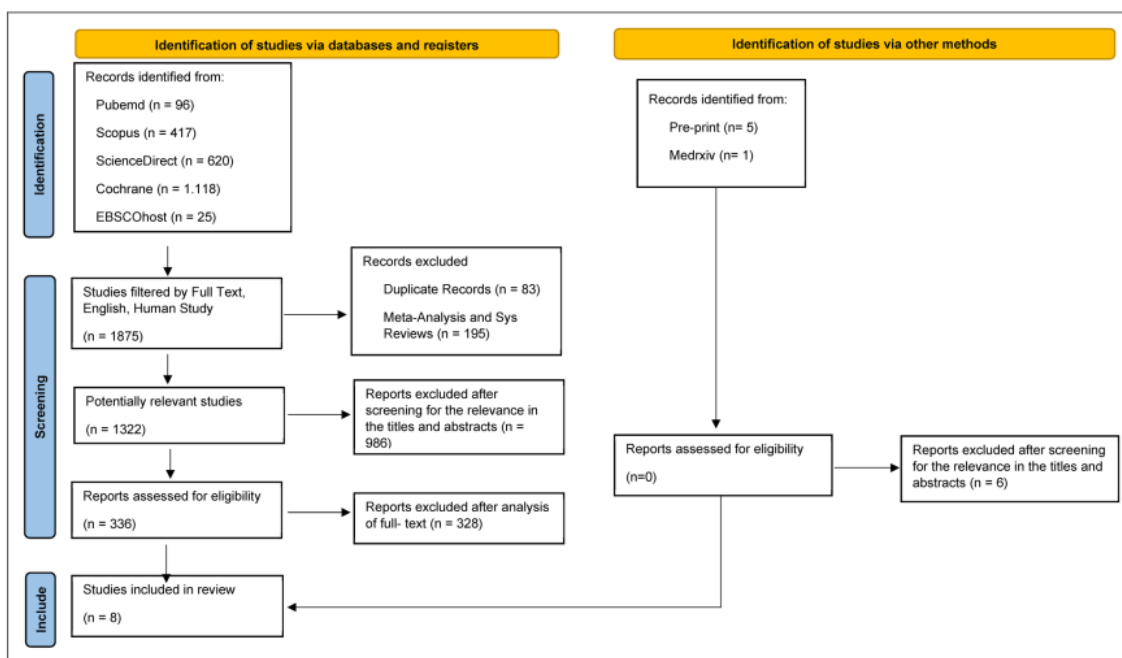 Identification of studies via databases and registers
Identification of studies via other methods
Identification
Records identified from:
Pubemd (n = 96)
Scopus (n = 417)
ScienceDirect (n = 620)
Cochrane (n = 1.118)
EBSCOhost (n = 25)
Records identified from:
Pre-print (n= 5)
Medrxiv (n= 1)
Screening
Studies filtered by Full Text,
English, Human Study
(n = 1875)
Records excluded
Duplicate Records (n = 83)
Meta-Analysis and Sys
Reviews (n = 195)
Potentially relevant studies
(n = 1322)
Reports excluded after
screening for the relevance in
the titles and abstracts (n =
986)
Reports assessed for eligibility
(n = 336)
Reports excluded after analysis
of full- text (n = 328)
Reports assessed for eligibility
(n=0)
Reports excluded after screening
for the relevance in the titles and
abstracts (n = 6)
Include
Studies included in review
(n = 8)